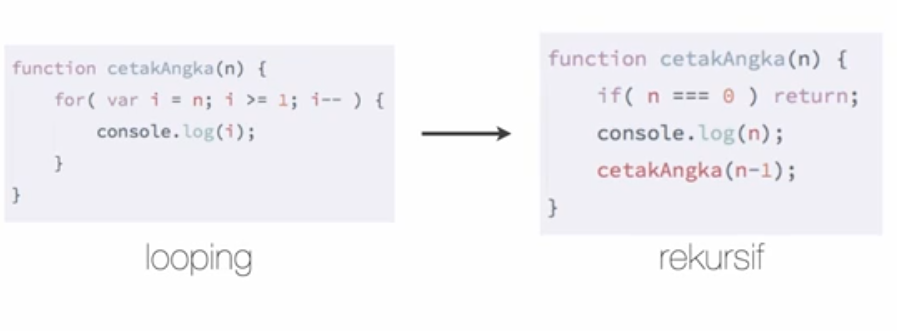 function cetakAngka(n) {
    for( var i = n; i >= 1; i-- ) {
        console.log(i);
    }
}
looping
function cetakAngka(n) {
    if( n === 0 ) return;
    console.log(n);
    cetakAngka(n-1);
}
rekursif